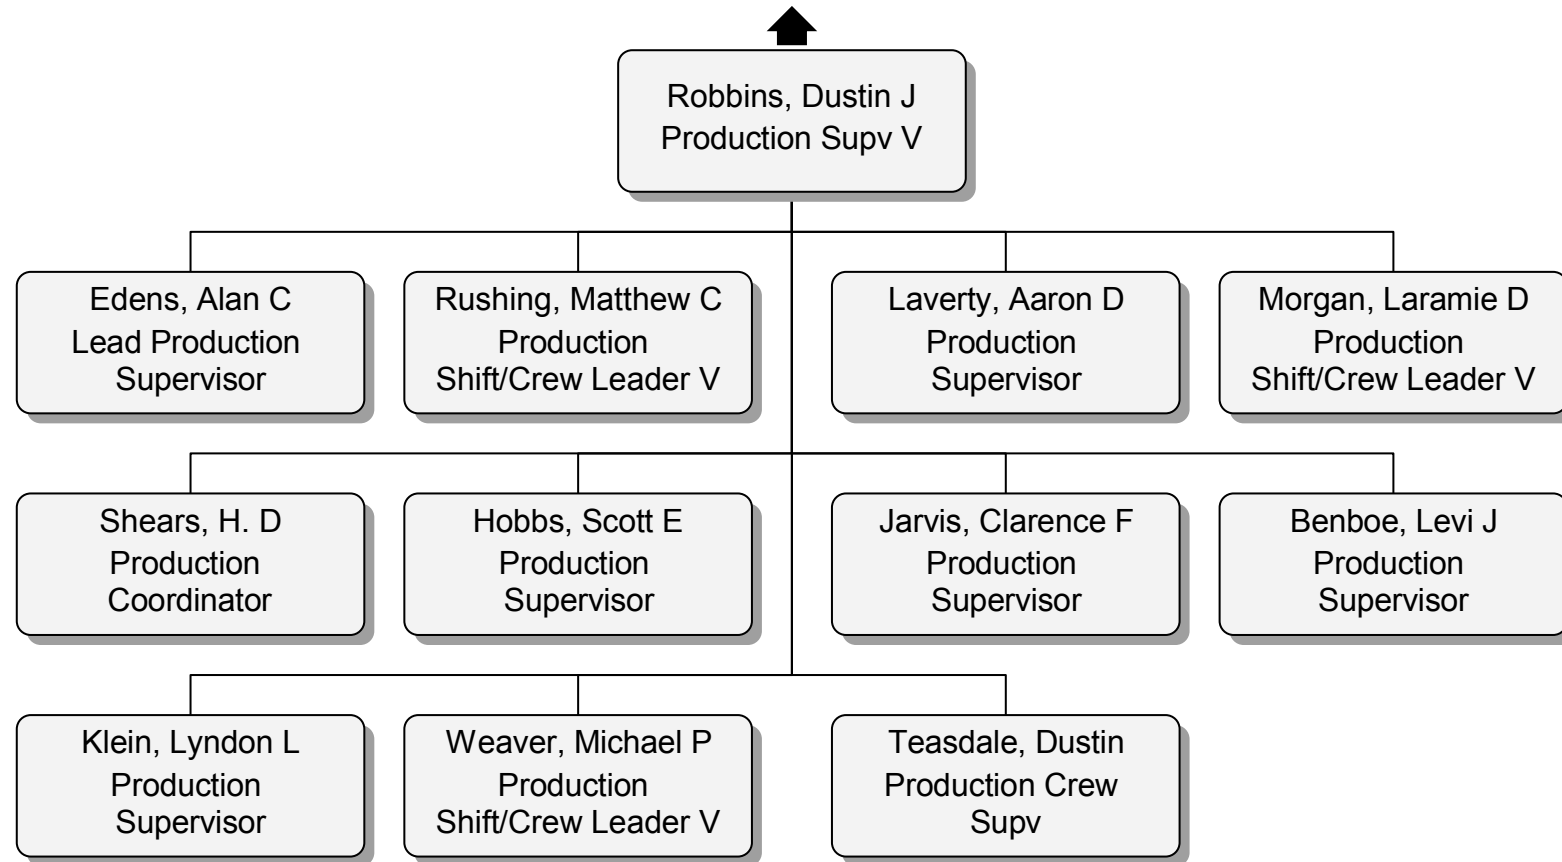 Robbins, Dustin J
Production Supv V
Edens, Alan C
Lead Production
Supervisor
Rushing, Matthew C
Production
Shift/Crew Leader V
Laverty, Aaron D
Production
Supervisor
Morgan, Laramie D
Production
Shift/Crew Leader V
Shears, H. D
Production
Coordinator
Hobbs, Scott E
Production
Supervisor
Jarvis, Clarence F
Production
Supervisor
Benboe, Levi J
Production
Supervisor
Klein, Lyndon L
Production
Supervisor
Weaver, Michael P
Production
Shift/Crew Leader V
Teasdale, Dustin
Production Crew
Supv